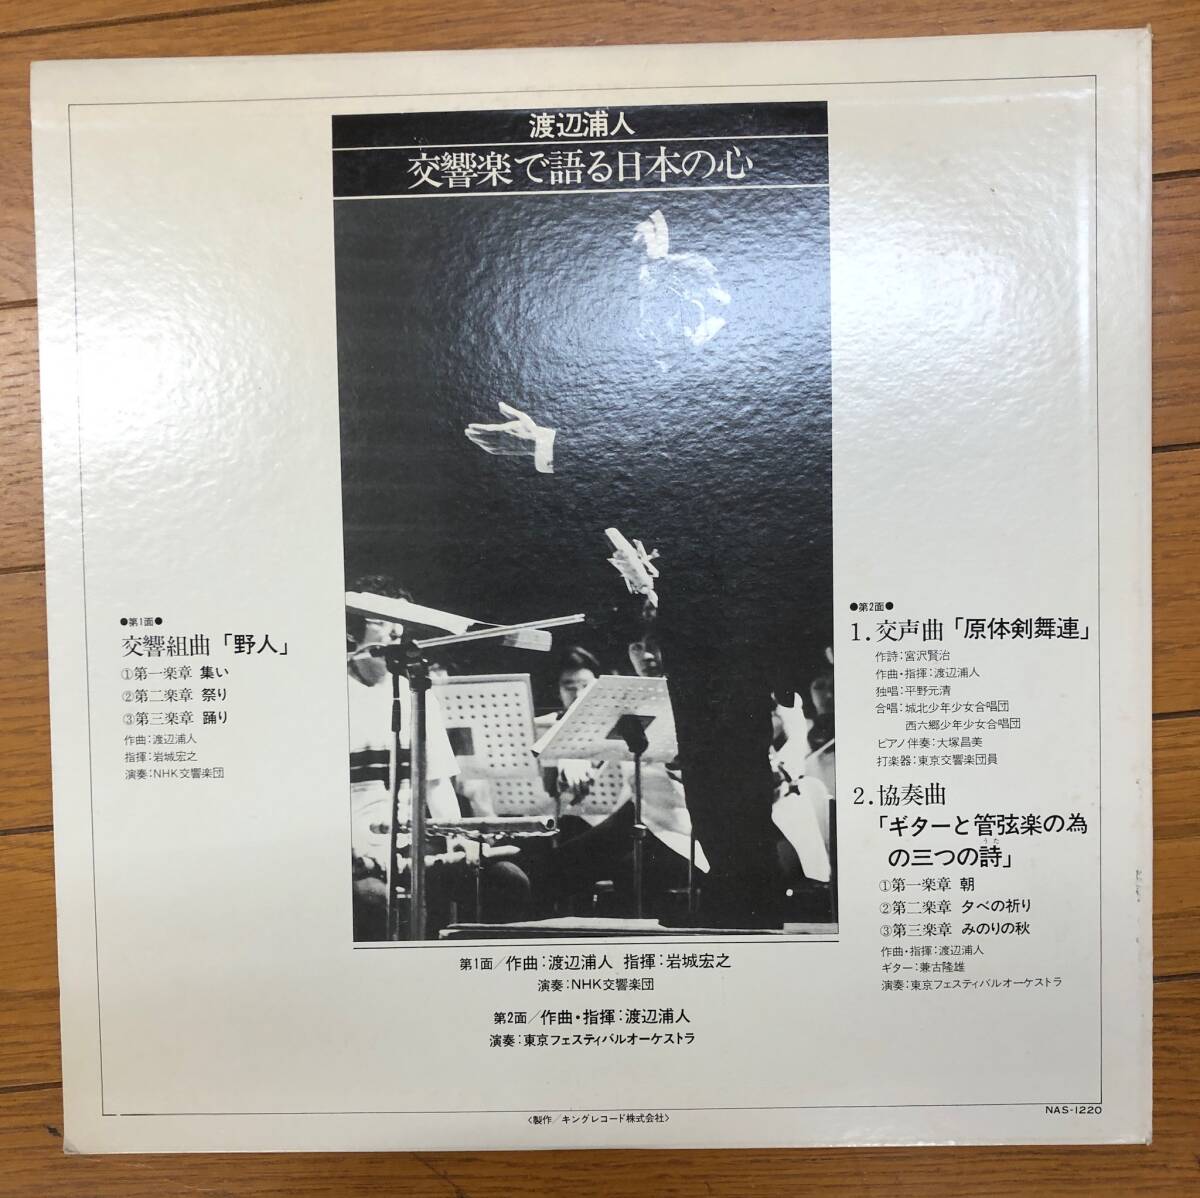 渡辺浦人
交響楽で語る日本の心
●第1面●
交響組曲「野人」
①第一楽章 集い
②第二楽章 祭り
③第三楽章 踊り
作曲:渡辺浦人
指揮:岩城宏之
演奏:NHK交響楽団
●第2面●
1.交声曲「原体剣舞連」
作詩:宮沢賢治
作曲・指揮:渡辺浦人
独唱:平野元清
合唱:城北少年少女合唱団
西六郷少年少女合唱団
ピアノ伴奏:大塚昌美
打楽器:東京交響楽団員
2.協奏曲
「ギターと管弦楽の為
の三つの詩」
うた
①第一楽章 朝
②第二楽章 夕べの祈り
③第三楽章 みのりの秋
作曲・指揮:渡辺浦人
ギター:兼古隆雄
演奏:東京フェスティバルオーケストラ
第1面/作曲:渡辺浦人 指揮:岩城宏之
演奏:NHK交響楽団
第2面/作曲・指揮:渡辺浦人
演奏:東京フェスティバルオーケストラ
NAS-1220
〈製作/キングレコード株式会社〉